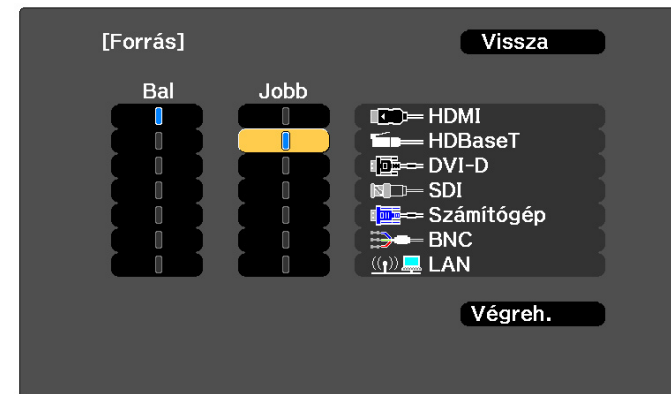 [Forrás] Vissza
Bal Jobb
HDMI
HDBaseT
DVI-D
SDI
Számítógép
BNC
LAN
Végreh.